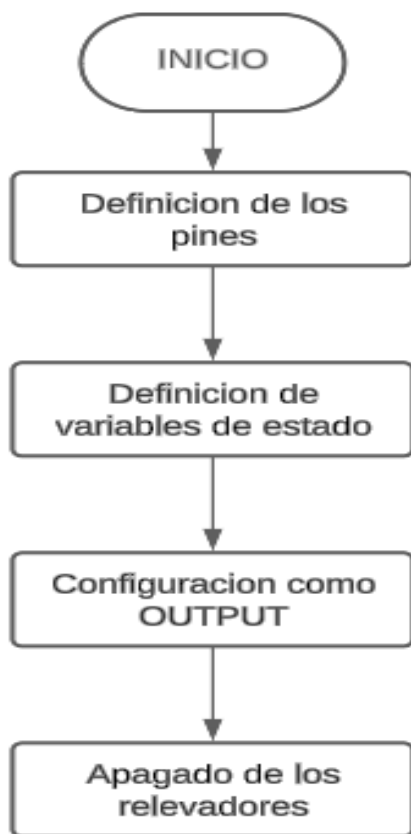 INICIO
Definicion de los
pines
Definicion de
variables de estado
Configuracion como
OUTPUT
Apagado de los
relevadores